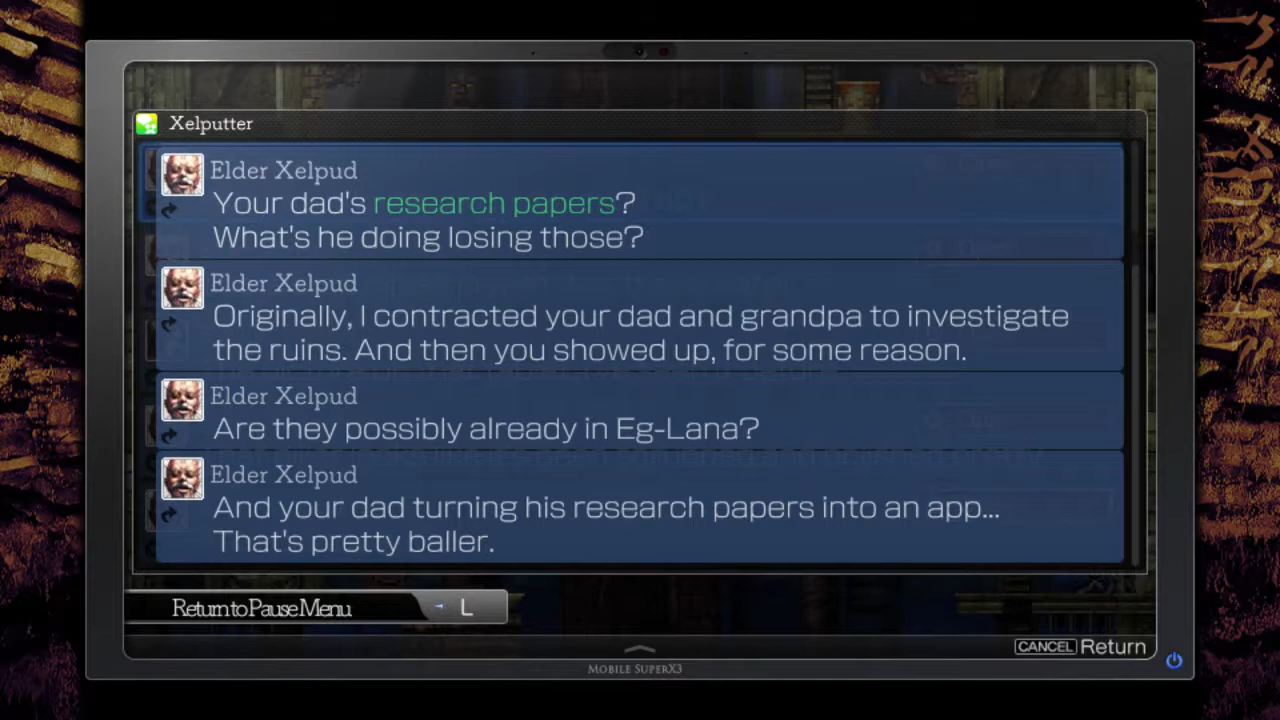 Xelputter
Elder Xelpud
Your dad's research papers?
What's he doing losing those?
Elder Xelpud
Originally, I contracted your dad and grandpa to investigate
the ruins. And then you showed up, for some reason.
Elder Xelpud
Are they possibly already in Eg-Lana?
Elder Xelpud
And your dad turning his research papers into an app...
That's pretty baller.
Return to Pause Menu L
CANCEL Return
MOBILE SUPERX3